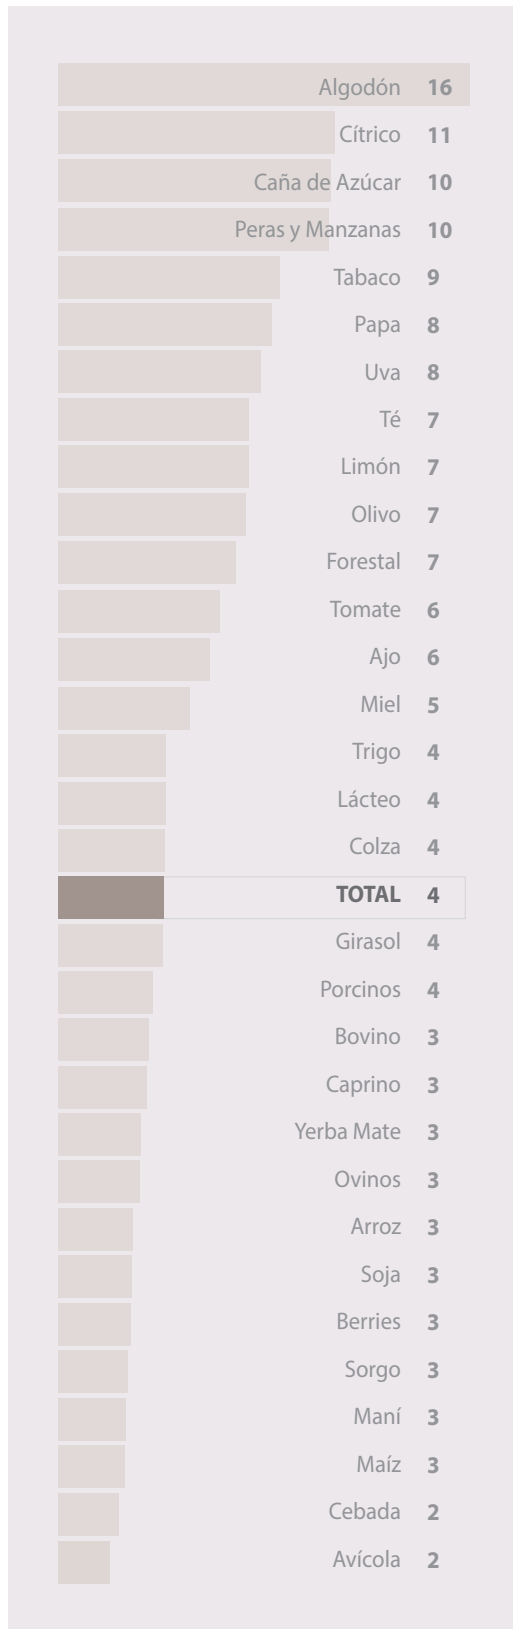 Algodón 16
Cítrico 11
Caña de Azúcar 10
Peras y Manzanas 10
Tabaco 9
Papa 8
Uva 8
Té 7
Limón 7
Olivo 7
Forestal 7
Tomate 6
Ajo 6
Miel 5
Trigo 4
Lácteo 4
Colza 4
TOTAL 4
Girasol 4
Porcinos 4
Bovino 3
Caprino 3
Yerba Mate 3
Ovinos 3
Arroz 3
Soja 3
Berries 3
Sorgo 3
Maní 3
Maíz 3
Cebada 2
Avícola 2